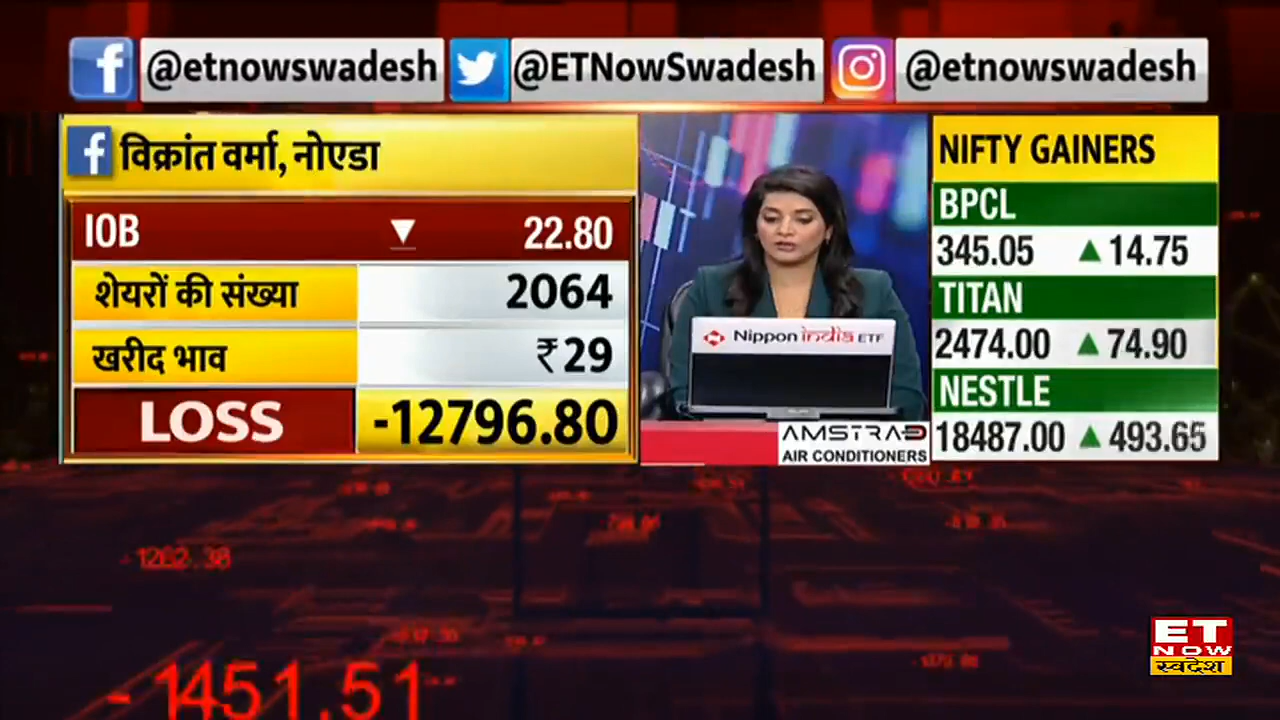 @etnowswadesh
@ETNowSwadesh
@etnowswadesh
विक्रांत वर्मा, नोएडा
IOB ▼ 22.80
शेयरों की संख्या 2064
खरीद भाव ₹29
LOSS -12796.80
Nippon india ETF
AMSTRAD
AIR CONDITIONERS
NIFTY GAINERS
BPCL
345.05 ▲ 14.75
TITAN
2474.00 ▲ 74.90
NESTLE
18487.00 ▲ 493.65
-1262.38
- 1451.51
ET
NOW
स्वदेश